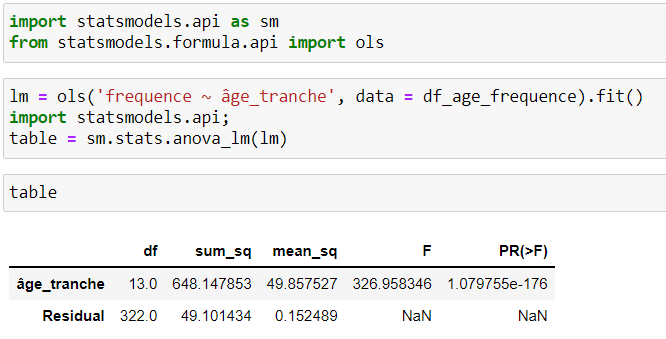 import statsmodels.api as sm
from statsmodels.formula.api import ols
lm = ols('frequence ~ âge_tranche', data = df_age_frequence).fit()
import statsmodels.api;
table = sm.stats.anova_lm(lm)
table
df sum_sq mean_sq F PR(>F)
âge_tranche 13.0 648.147853 49.857527 326.958346 1.079755e-176
Residual 322.0 49.101434 0.152489 NaN NaN